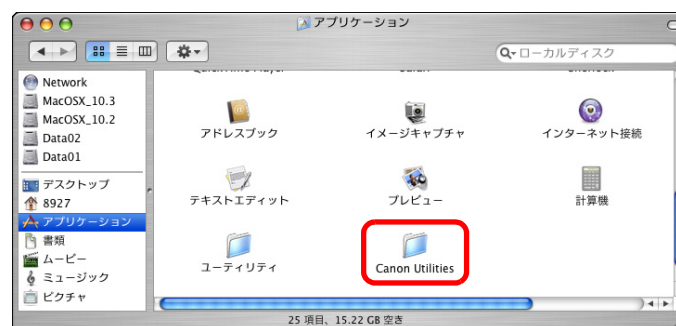 アプリケーション
ローカルディスク
Network
MacOSX_10.3
MacOSX_10.2
Data02
Data01
デスクトップ
8927
アプリケーション
書類
ムービー
ミュージック
ピクチャ
アドレスブック
イメージキャプチャ
インターネット接続
テキストエディット
プレビュー
計算機
ユーティリティ
Canon Utilities
25 項目、15.22 GB 空き